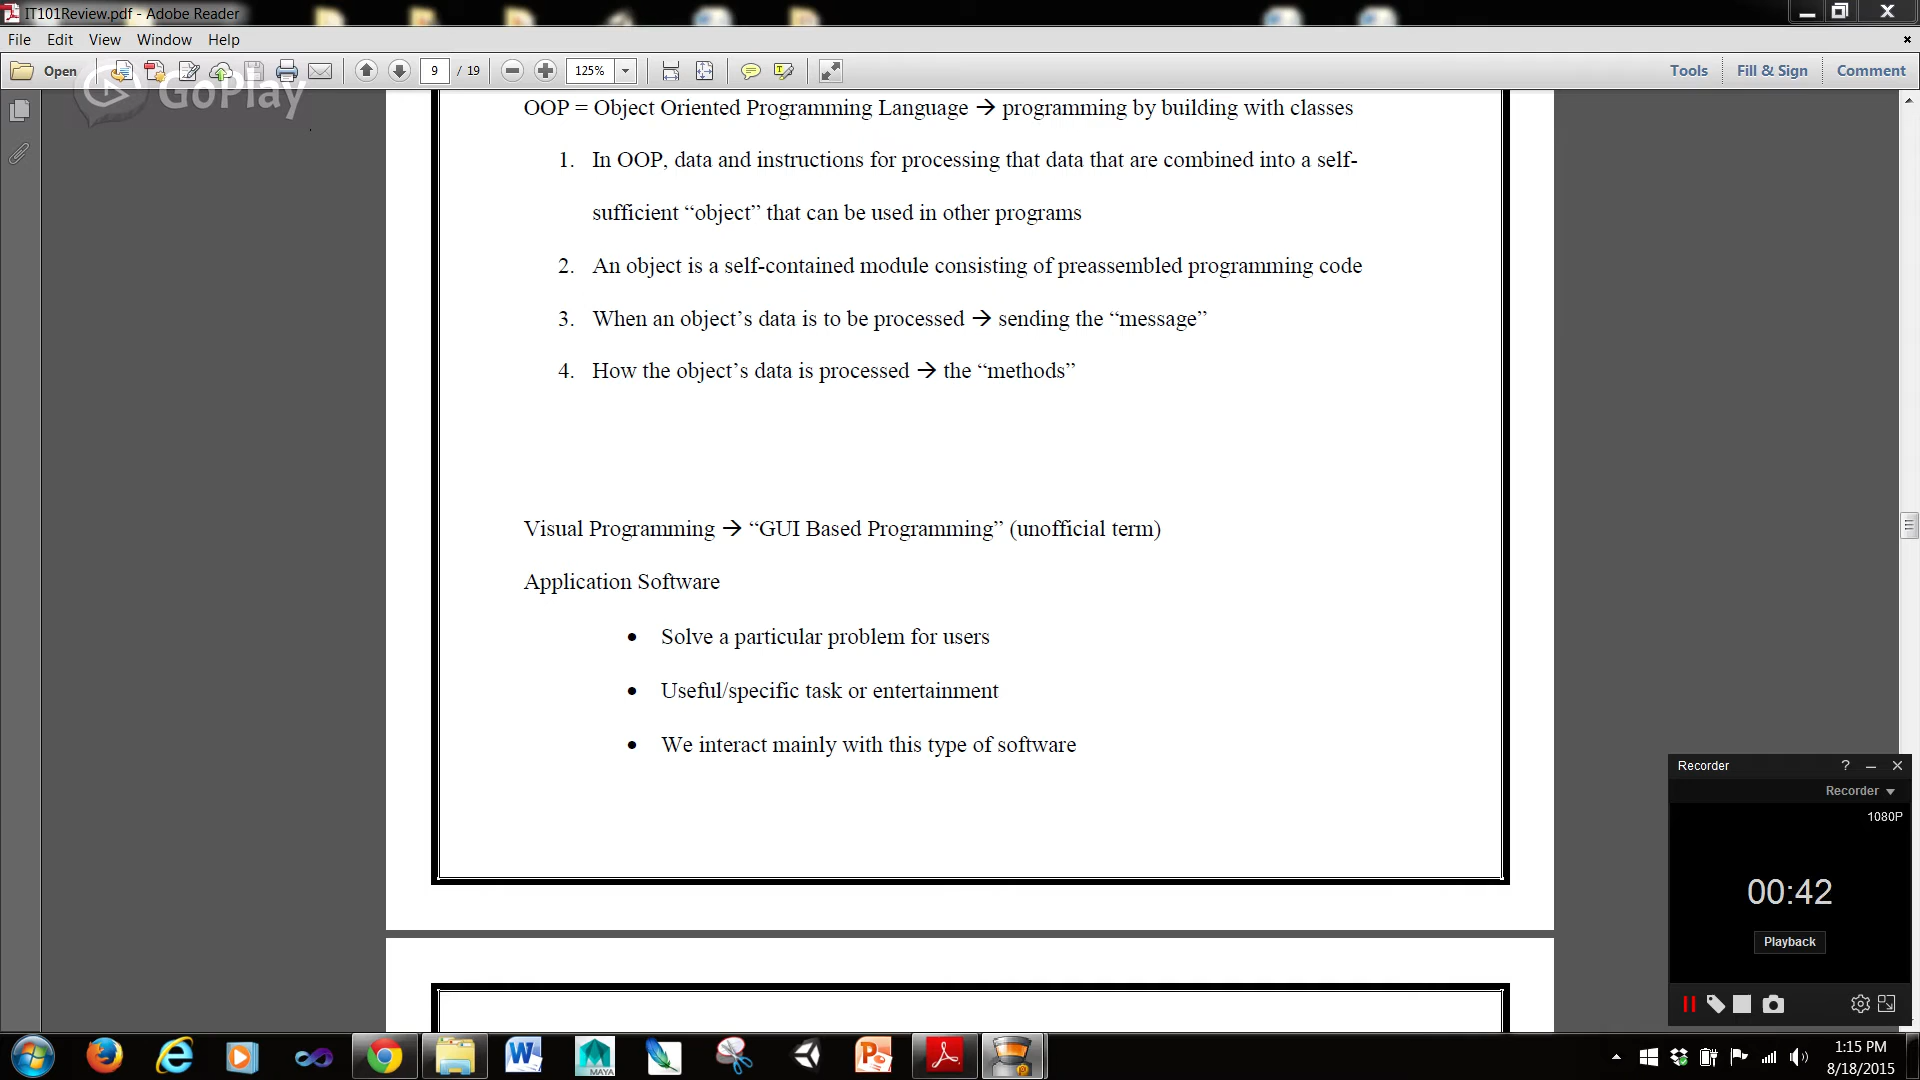 IT101Review.pdf - Adobe Reader
File Edit View Window Help
Open 9 / 19 125% Tools Fill & Sign Comment
GoPlay
OOP = Object Oriented Programming Language → programming by building with classes
1. In OOP, data and instructions for processing that data that are combined into a self-
sufficient “object” that can be used in other programs
2. An object is a self-contained module consisting of preassembled programming code
3. When an object’s data is to be processed → sending the “message”
4. How the object’s data is processed → the “methods”
Visual Programming → “GUI Based Programming” (unofficial term)
Application Software
• Solve a particular problem for users
• Useful/specific task or entertainment
• We interact mainly with this type of software
Recorder ?
Recorder
1080P
00:42
Playback
MAYA
1:15 PM
8/18/2015